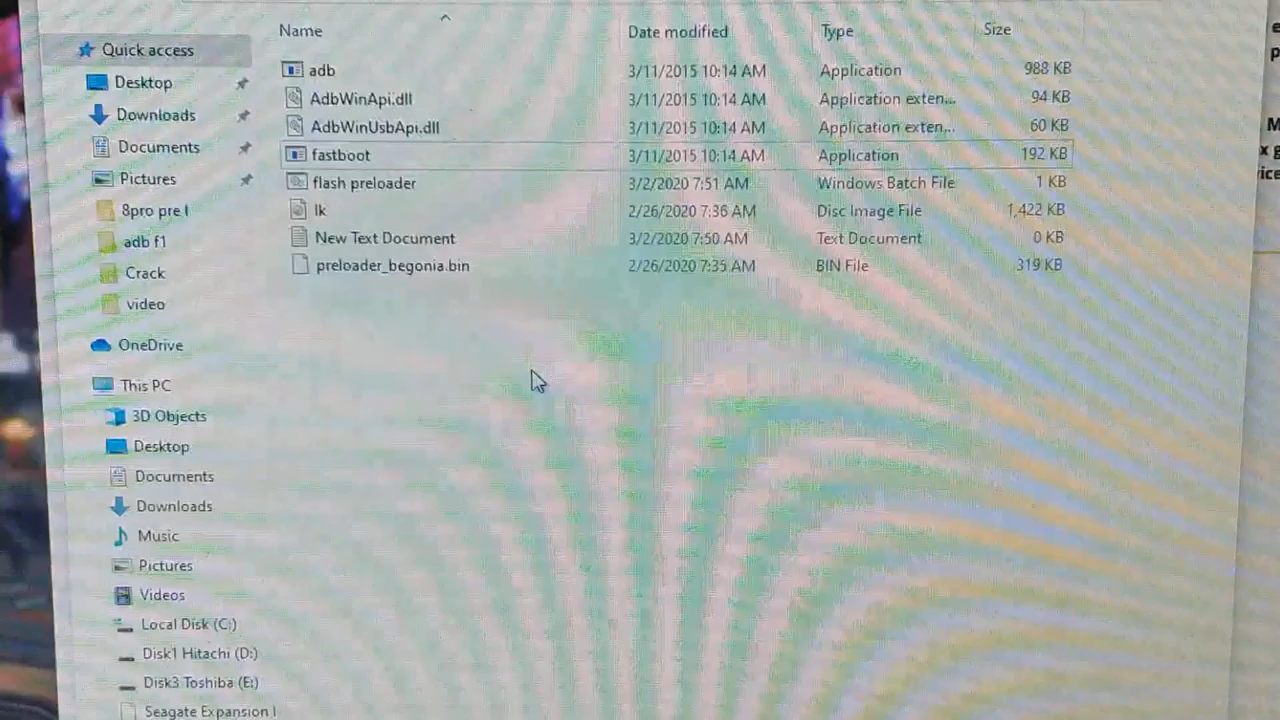 Name Date modified Type Size
Quick access
Desktop
Downloads
Documents
Pictures
8pro pre l
adb f1
Crack
video
OneDrive
This PC
3D Objects
Desktop
Documents
Downloads
Music
Pictures
Videos
Local Disk (C:)
Disk1 Hitachi (D:)
Disk3 Toshiba (E:)
Seagate Expansion
adb 3/11/2015 10:14 AM Application 988 KB
AdbWinApi.dll 3/11/2015 10:14 AM Application exten... 94 KB
AdbWinUsbApi.dll 3/11/2015 10:14 AM Application exten... 60 KB
fastboot 3/11/2015 10:14 AM Application 192 KB
flash preloader 3/2/2020 7:51 AM Windows Batch File 1 KB
lk 2/26/2020 7:36 AM Disc Image File 1,422 KB
New Text Document 3/2/2020 7:50 AM Text Document 0 KB
preloader_begonia.bin 2/26/2020 7:35 AM BIN File 319 KB